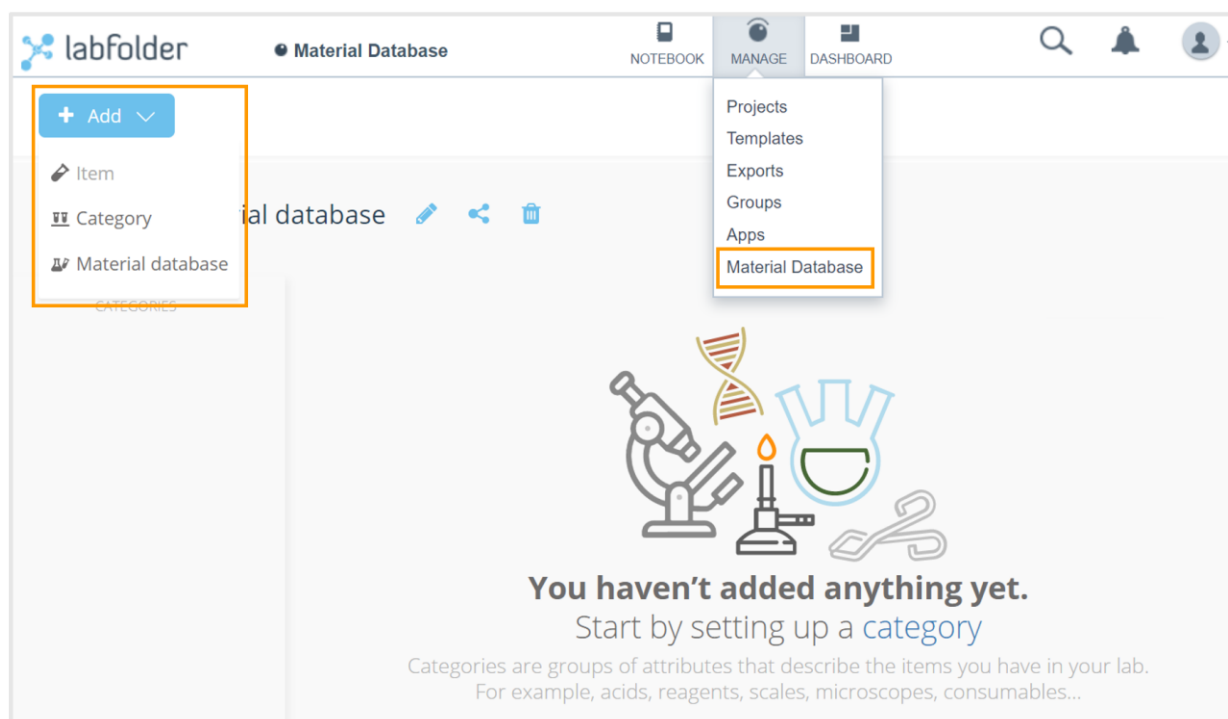 labfolder
Material Database
NOTEBOOK
MANAGE
DASHBOARD
Add
Item
Category
Material database
ial database
CATEGORIES
Projects
Templates
Exports
Groups
Apps
Material Database
You haven't added anything yet.
Start by setting up a category
Categories are groups of attributes that describe the items you have in your lab.
For example, acids, reagents, scales, microscopes, consumables...